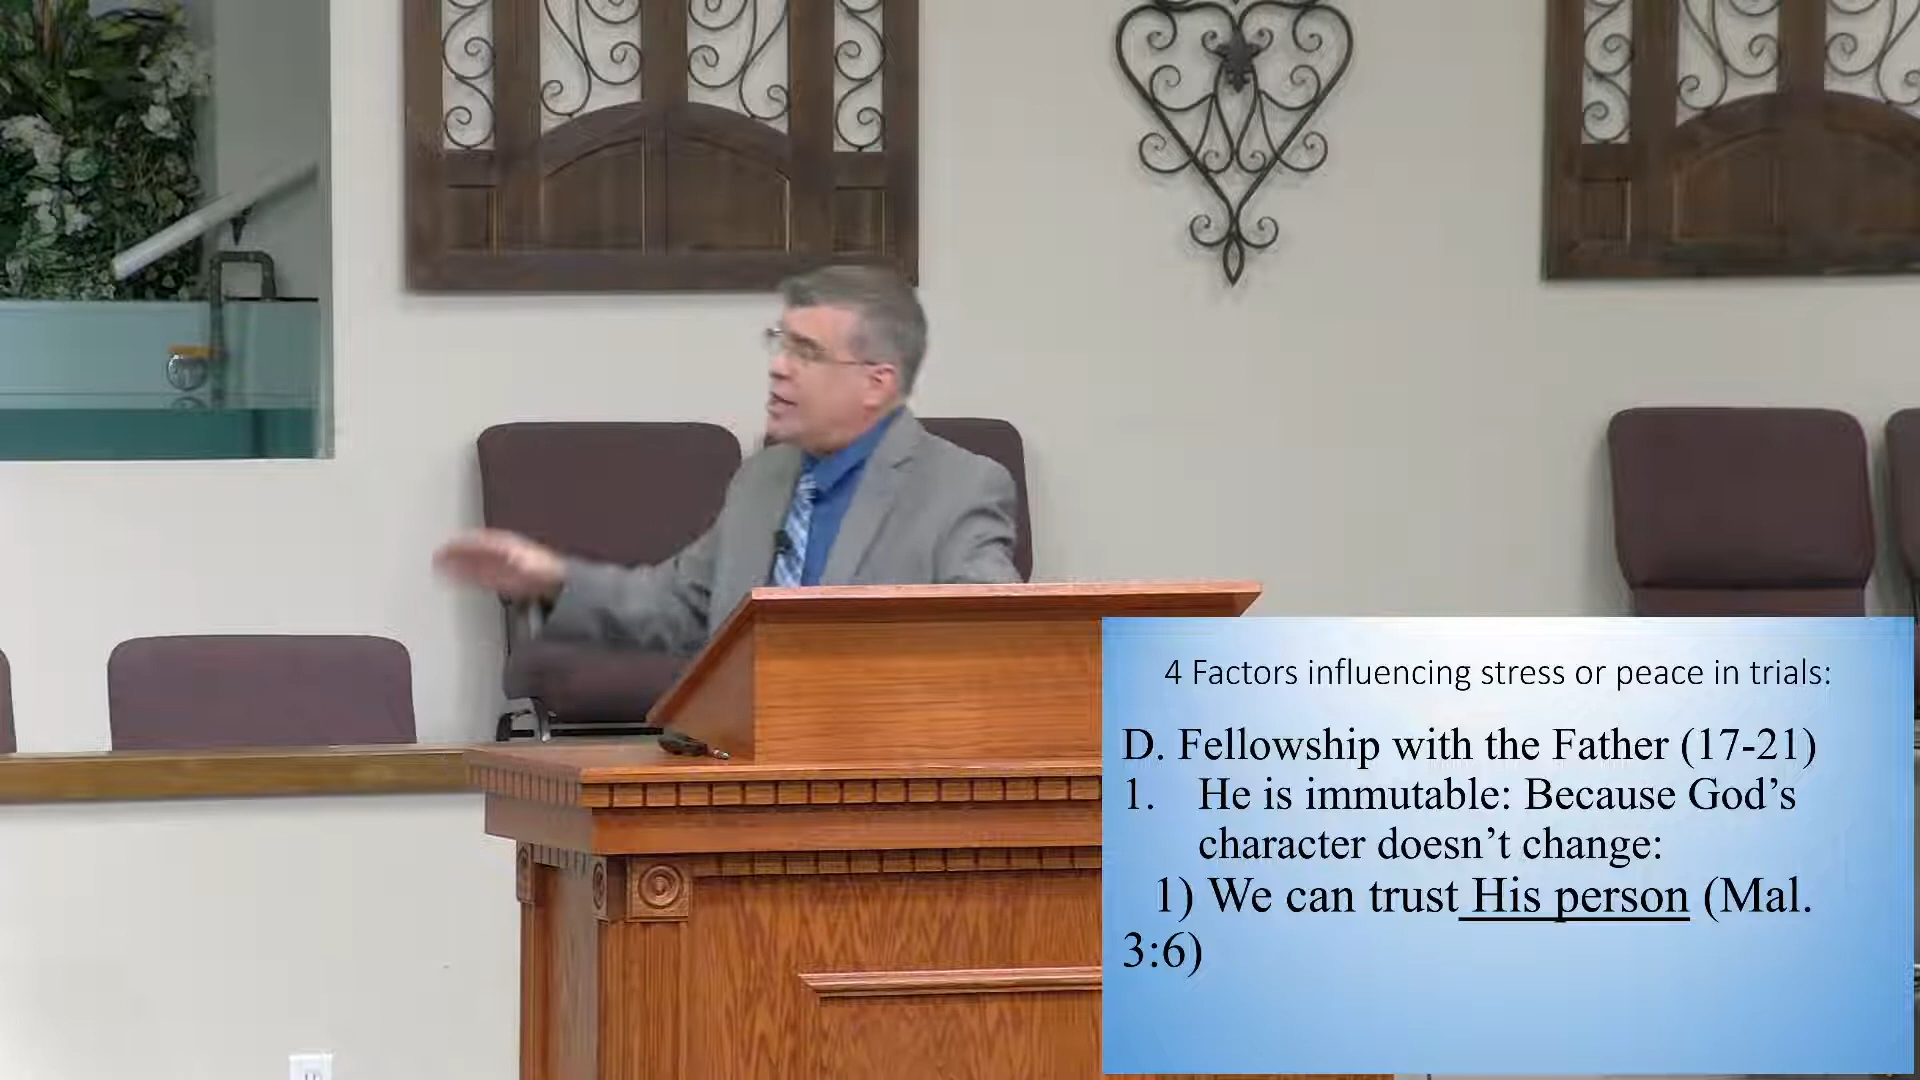 4 Factors influencing stress or peace in trials:
D. Fellowship with the Father (17-21)
1. He is immutable: Because God’s
character doesn’t change:
1) We can trust His person (Mal.
3:6)